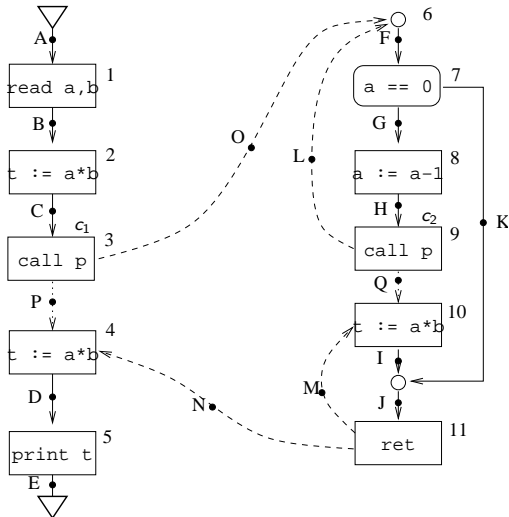 A
1
read a,b
B
2
t := a*b
C
c1
3
call p
P
4
t := a*b
D
5
print t
E
O
L
N
M
6
F
7
a == 0
G
8
a := a-1
H
c2
9
call p
K
Q
10
t := a*b
I
J
11
ret